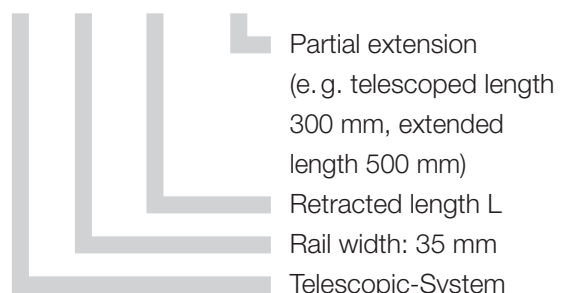 Partial extension
(e. g. telescoped length
300 mm, extended
length 500 mm)
Retracted length L
Rail width: 35 mm
Telescopic-System